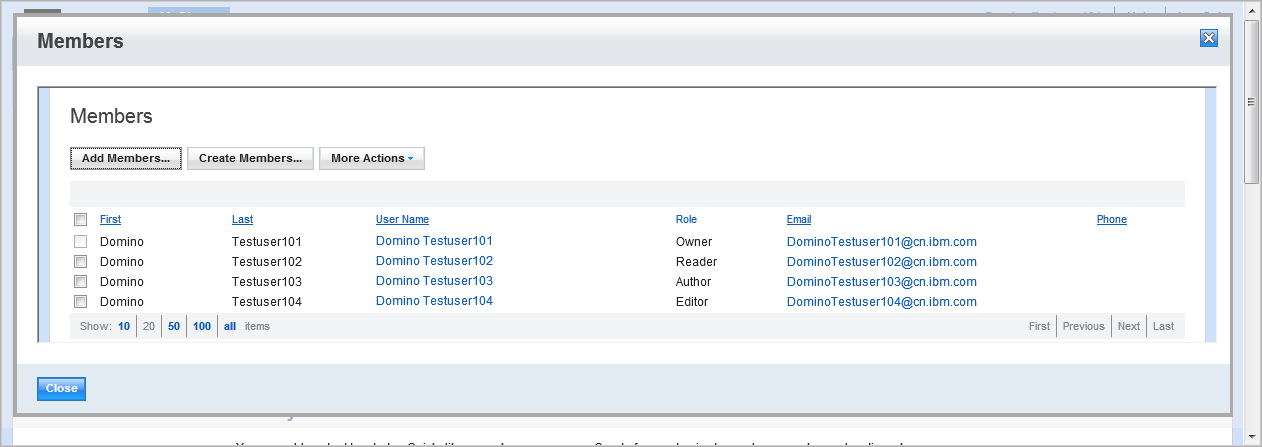 Members
Members
Add Members... Create Members... More Actions
First Last User Name Role Email Phone
Domino Testuser101 Domino Testuser101 Owner DominoTestuser101@cn.ibm.com
Domino Testuser102 Domino Testuser102 Reader DominoTestuser102@cn.ibm.com
Domino Testuser103 Domino Testuser103 Author DominoTestuser103@cn.ibm.com
Domino Testuser104 Domino Testuser104 Editor DominoTestuser104@cn.ibm.com
Show: 10 20 50 100 all items First Previous Next Last
Close